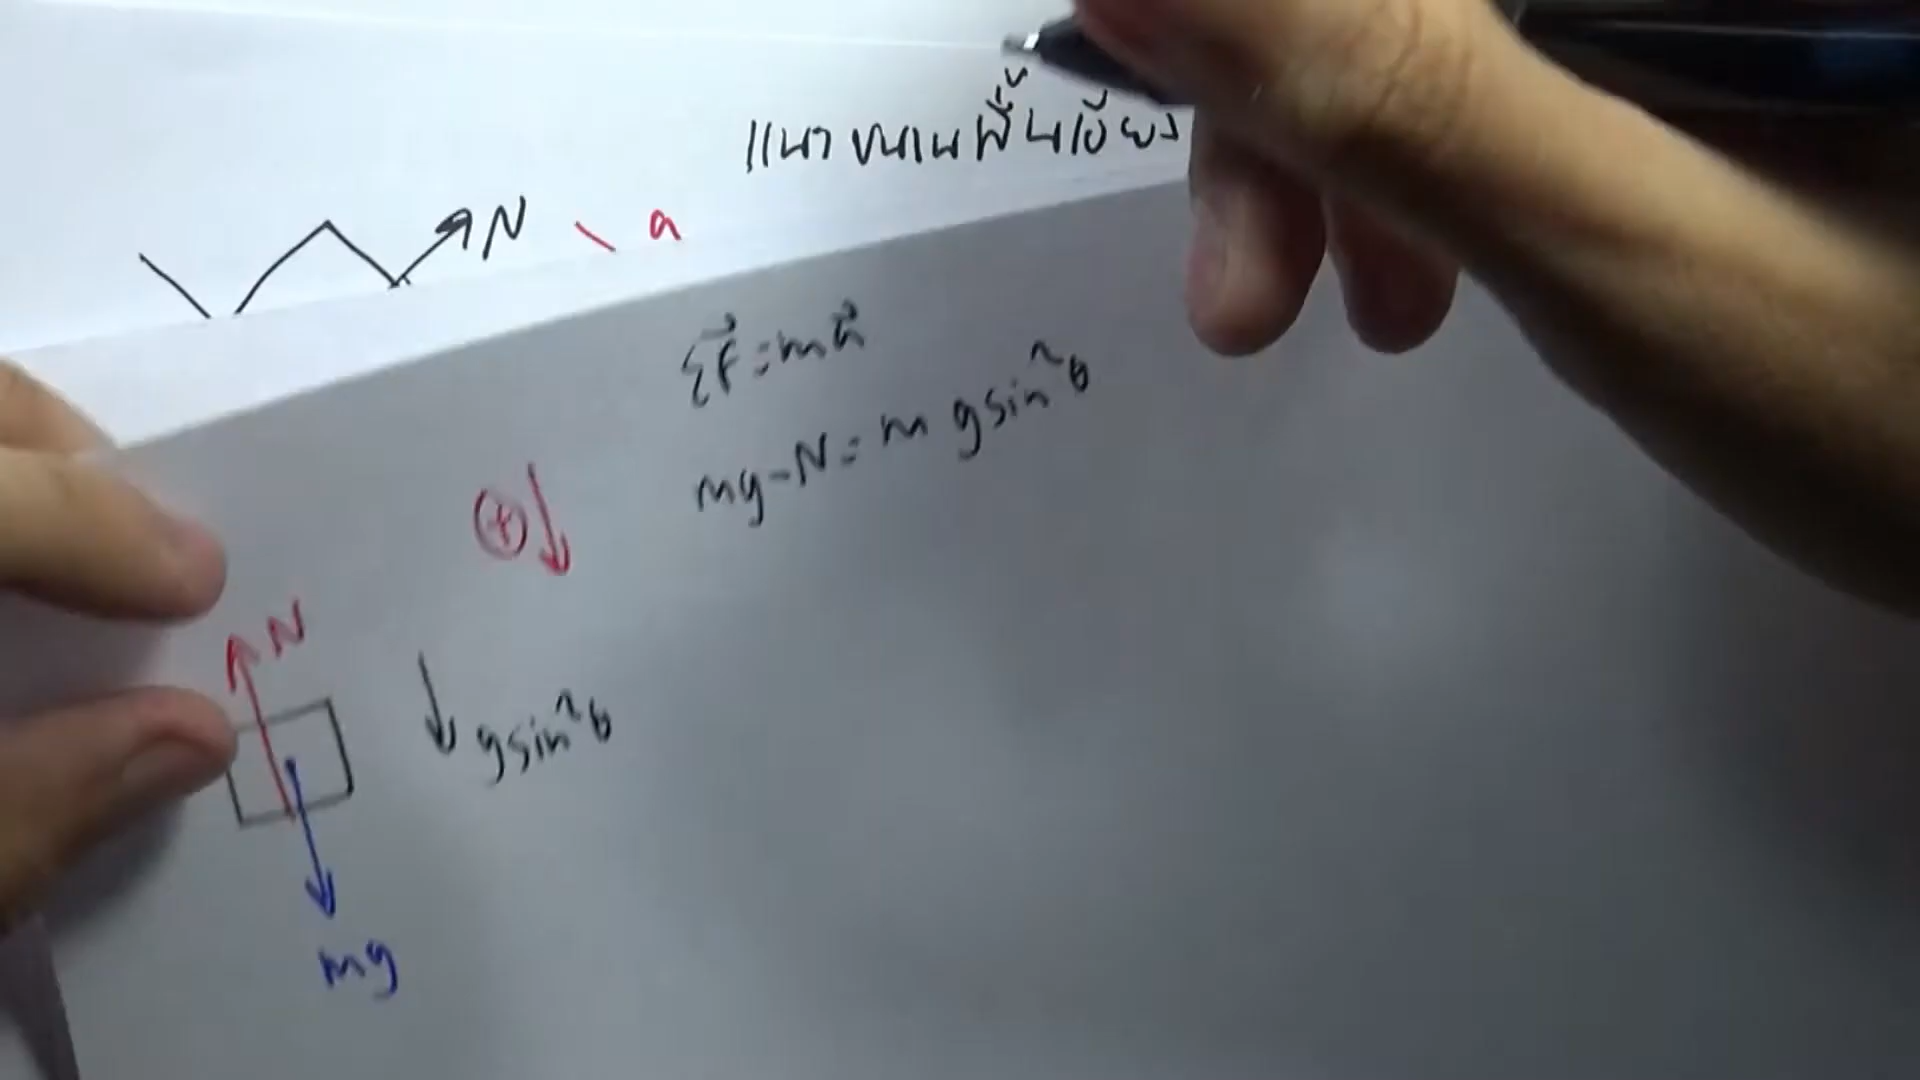 แนวขนานพื้นเอียง
N a
ΣF⃗ = ma⃗
mg - N = m g sin²θ
⊕
N
g sin²θ
mg